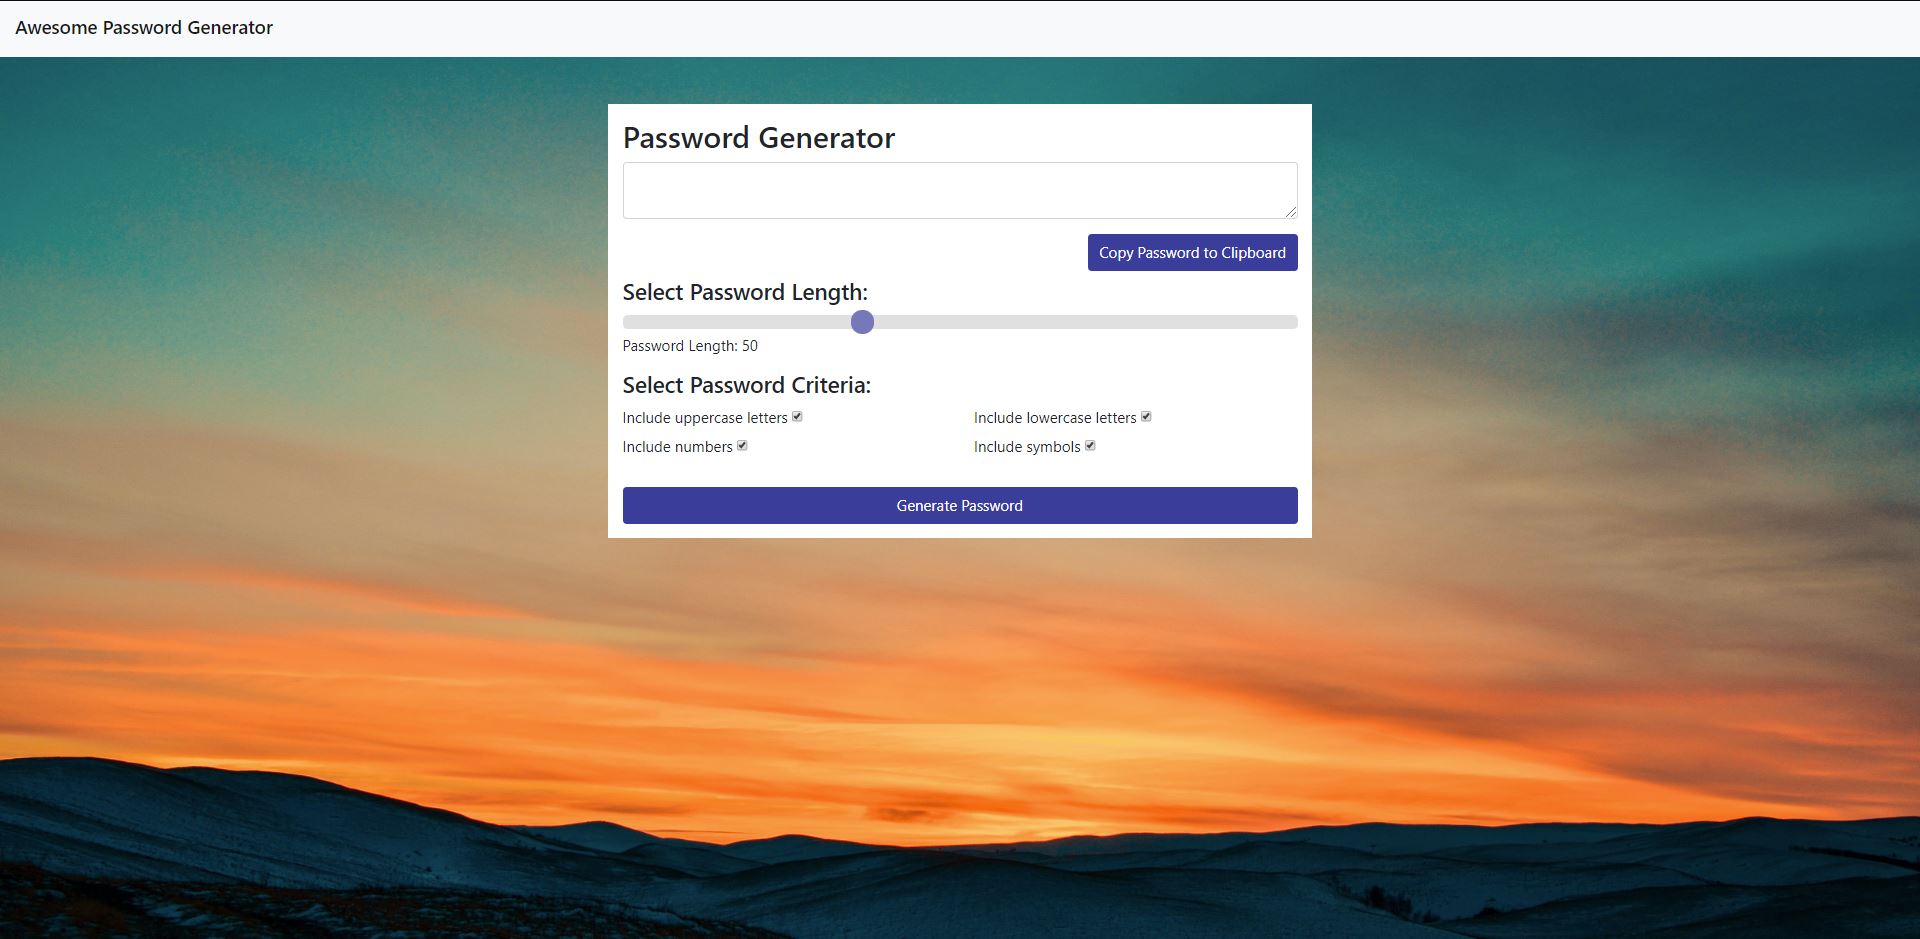 Awesome Password Generator
Password Generator
Copy Password to Clipboard
Select Password Length:
Password Length: 50
Select Password Criteria:
Include uppercase letters
Include lowercase letters
Include numbers
Include symbols
Generate Password